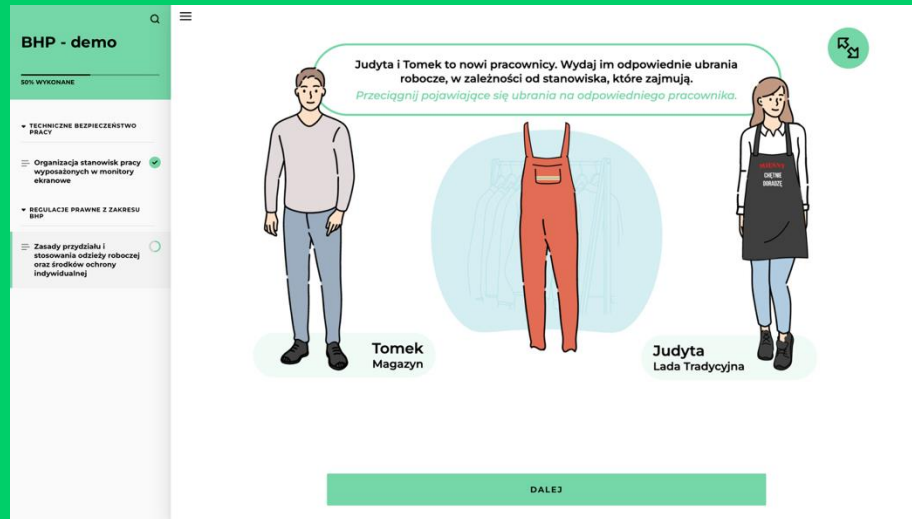 BHP - demo
50% WYKONANE
TECHNICZNE BEZPIECZEŃSTWO
PRACY
Organizacja stanowisk pracy
wyposażonych w monitory
ekranowe
REGULACJE PRAWNE Z ZAKRESU
BHP
Zasady przydziału i
stosowania odzieży roboczej
oraz środków ochrony
indywidualnej
Judyta i Tomek to nowi pracownicy. Wydaj im odpowiednie ubrania
robocze, w zależności od stanowiska, które zajmują.
Przeciągnij pojawiające się ubrania na odpowiedniego pracownika.
CHĘTNIE
DORADZĘ
Tomek
Magazyn
Judyta
Lada Tradycyjna
DALEJ